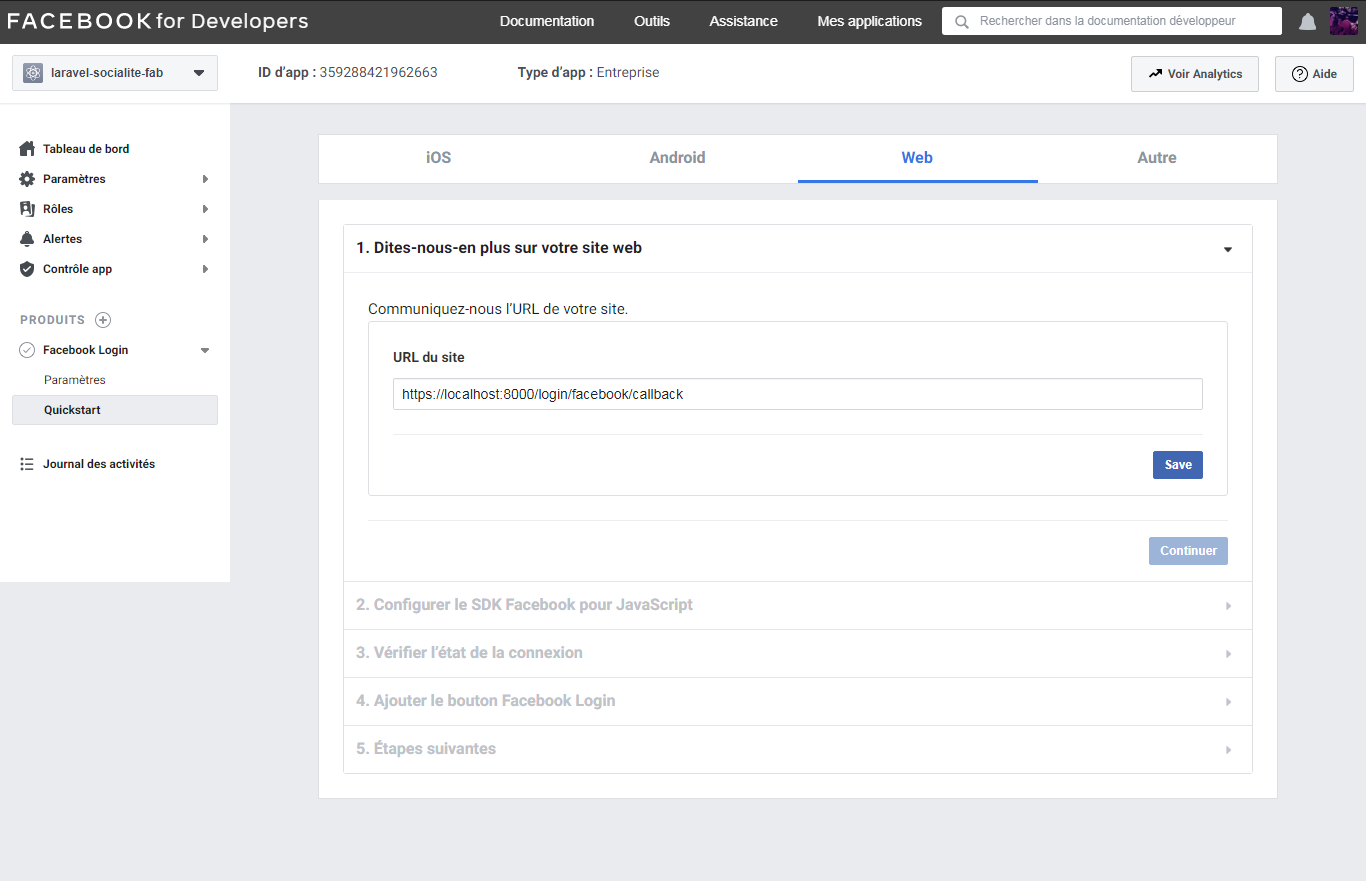 FACEBOOK for Developers
Documentation Outils Assistance Mes applications Rechercher dans la documentation développeur
laravel-socialite-fab ID d’app : 359288421962663 Type d’app : Entreprise Voir Analytics Aide
Tableau de bord
Paramètres
Rôles
Alertes
Contrôle app
PRODUITS
Facebook Login
Paramètres
Quickstart
Journal des activités
iOS Android Web Autre
1. Dites-nous-en plus sur votre site web
Communiquez-nous l’URL de votre site.
URL du site
https://localhost:8000/login/facebook/callback
Save
Continuer
2. Configurer le SDK Facebook pour JavaScript
3. Vérifier l’état de la connexion
4. Ajouter le bouton Facebook Login
5. Étapes suivantes